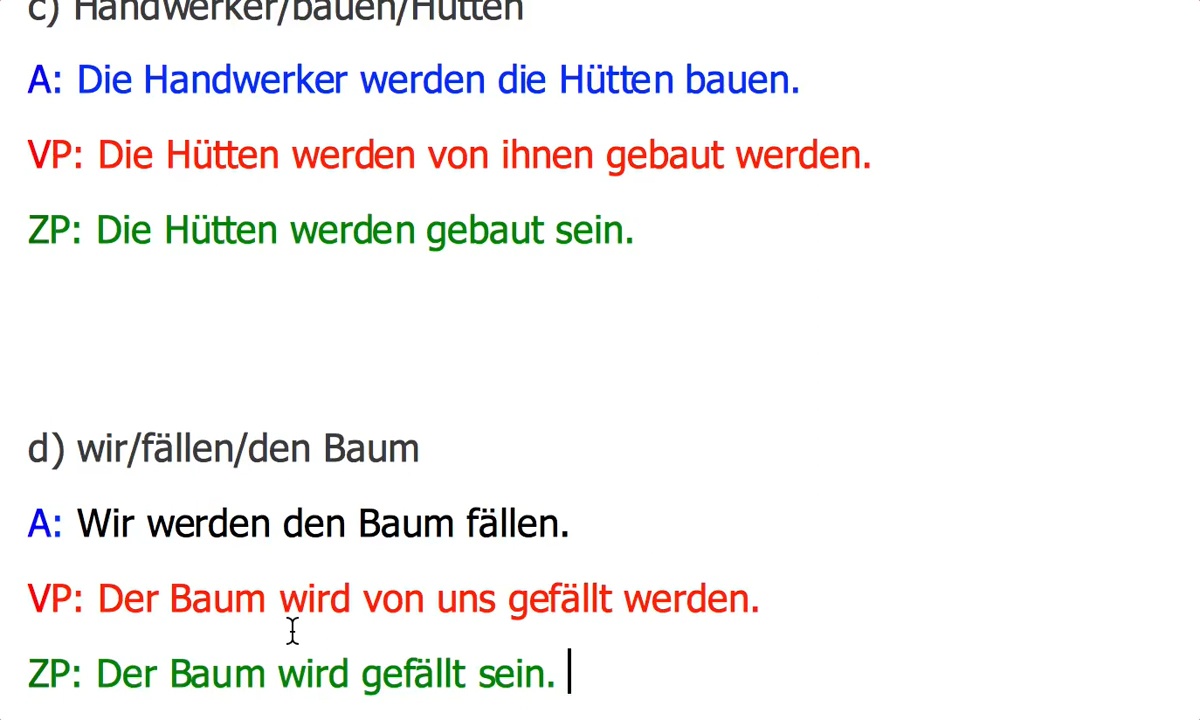 c) Handwerker/bauen/Hütten
A: Die Handwerker werden die Hütten bauen.
VP: Die Hütten werden von ihnen gebaut werden.
ZP: Die Hütten werden gebaut sein.
d) wir/fällen/den Baum
A: Wir werden den Baum fällen.
VP: Der Baum wird von uns gefällt werden.
ZP: Der Baum wird gefällt sein.